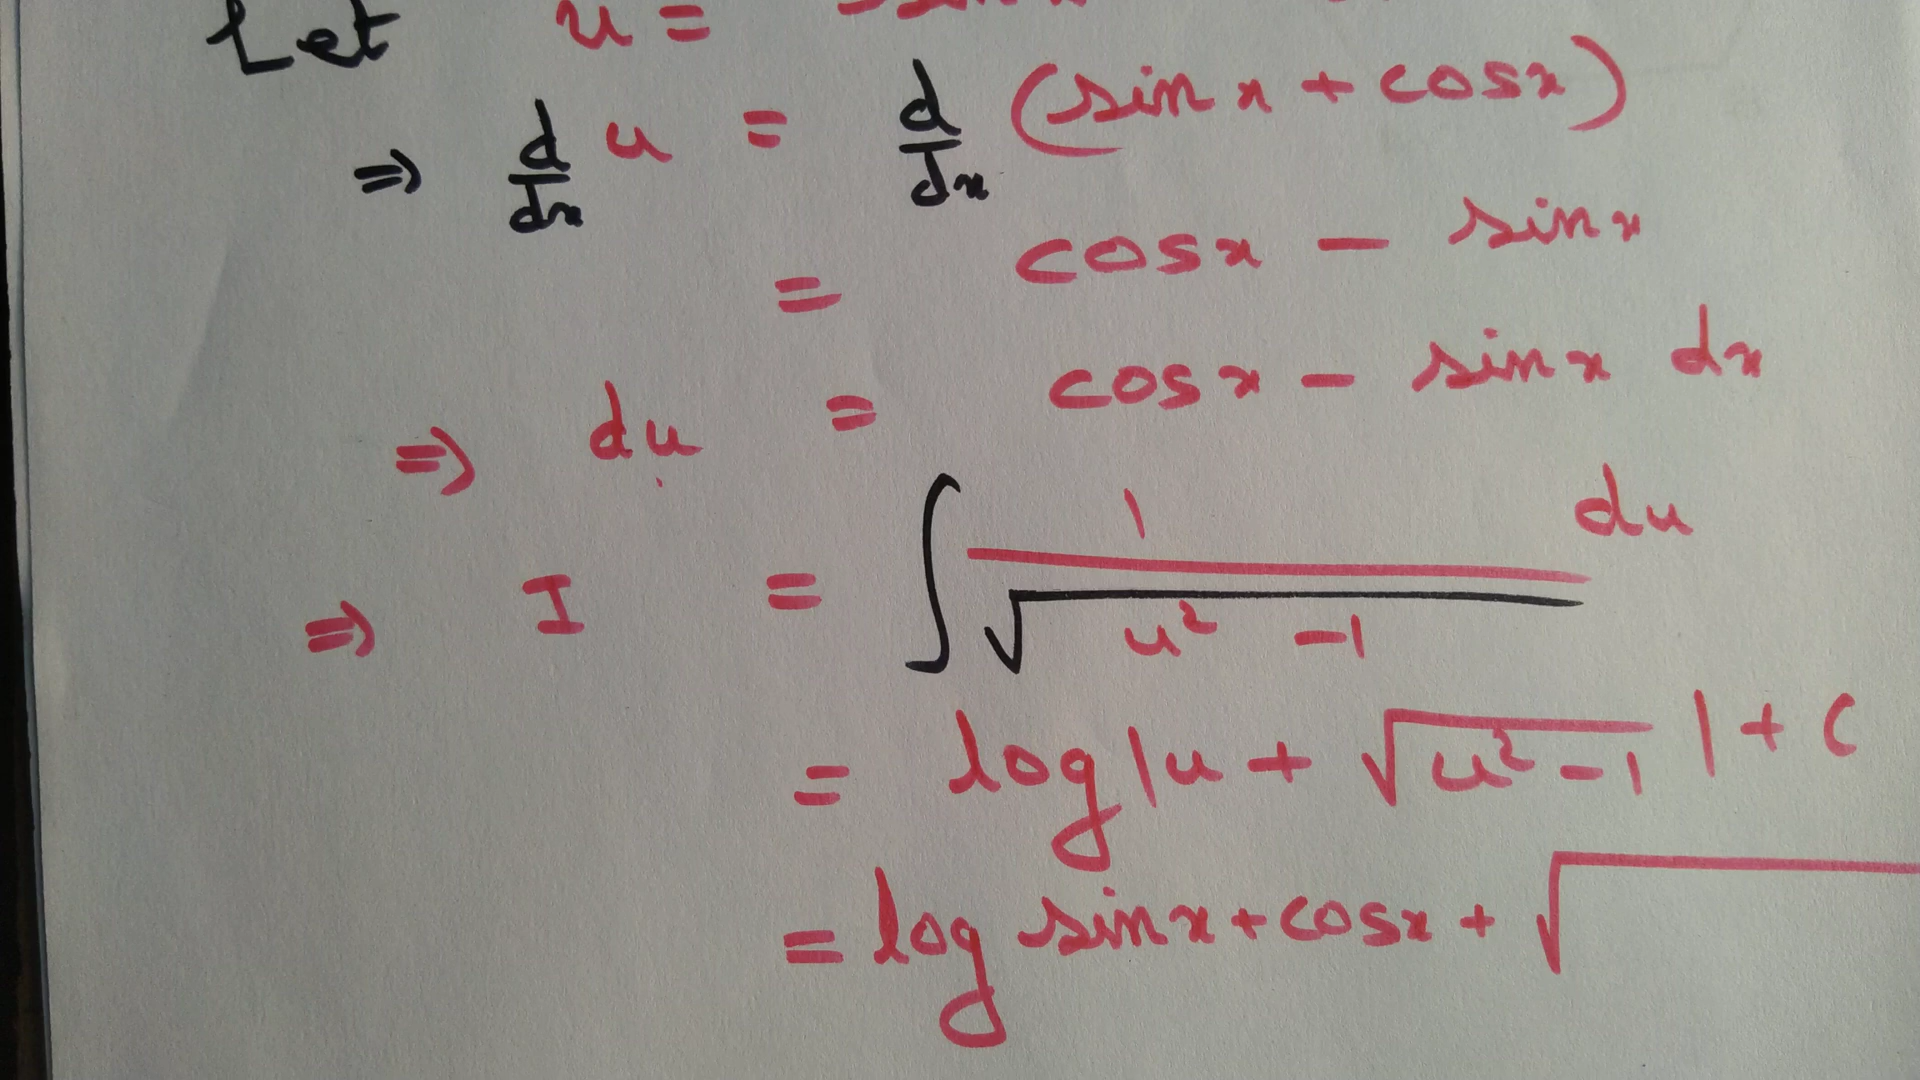 Let u =
⇒ d/dx u = d/dx (sin x + cos x)
= cos x − sin x
⇒ du = cos x − sin x dx
⇒ I = ∫ 1/√(u² − 1) du
= log |u + √(u² − 1)| + C
= log sin x + cos x + √